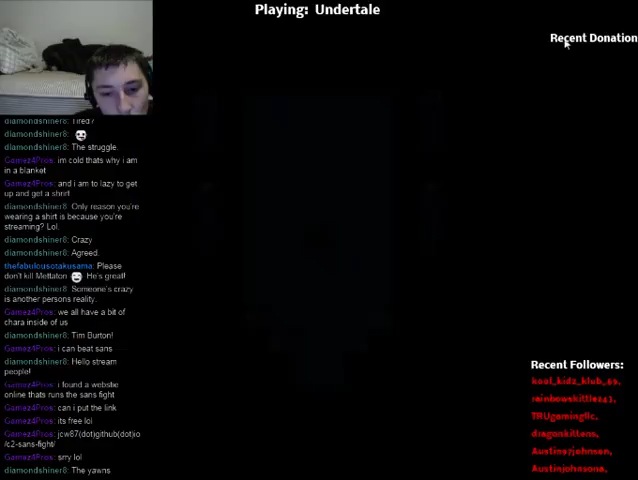 Playing: Undertale
Recent Donation
diamondshiner8: Tired?
diamondshiner8:
diamondshiner8: The struggle.
Gamez4Pros: im cold thats why i am
in a blanket
Gamez4Pros: and i am to lazy to get
up and get a shrirt
diamondshiner8: Only reason you're
wearing a shirt is because you're
streaming? Lol.
diamondshiner8: Crazy
diamondshiner8: Agreed.
thefabulousotakusama: Please
don't kill Mettaton He's great!
diamondshiner8: Someone's crazy
is another persons reality.
Gamez4Pros: we all have a bit of
chara inside of us
diamondshiner8: Tim Burton!
Gamez4Pros: i can beat sans
diamondshiner8: Hello stream
people!
Gamez4Pros: i found a website
online thats runs the sans fight
Gamez4Pros: can i put the link
Gamez4Pros: its free lol
Gamez4Pros: jcw87(dot)github(dot)io
/c2-sans-fight/
Gamez4Pros: srry lol
diamondshiner8: The yawns
Recent Followers:
kool_kidz_klub_69,
rainbowskittle243,
TRUgamingllc,
dragonkittens,
Austinzrjohnson,
Austinjohnsona,